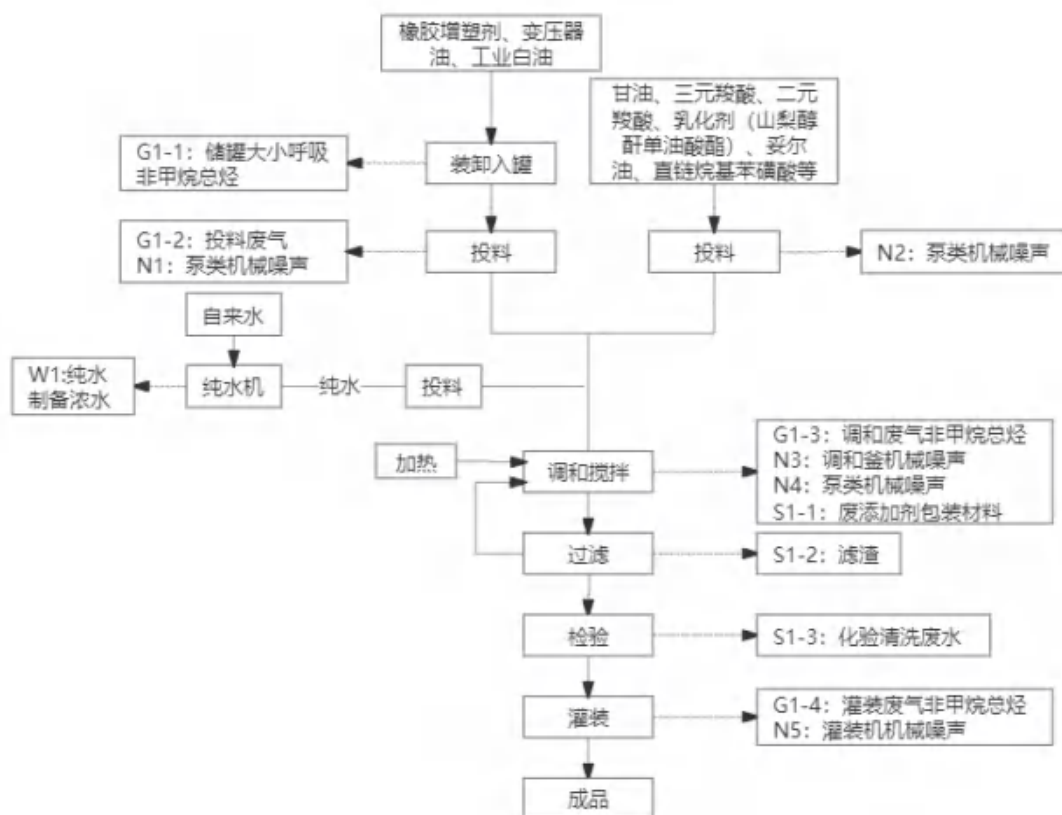 橡胶增塑剂、变压器
油、工业白油
甘油、三元羧酸、二元
羧酸、乳化剂（山梨醇
酐单油酸酯）、妥尔
油、直链烷基苯磺酸等
G1-1：储罐大小呼吸
非甲烷总烃
装卸入罐
G1-2：投料废气
N1：泵类机械噪声
投料
投料
N2：泵类机械噪声
自来水
W1:纯水
制备浓水
纯水机
纯水
投料
加热
调和搅拌
G1-3：调和废气非甲烷总烃
N3：调和釜机械噪声
N4：泵类机械噪声
S1-1：废添加剂包装材料
过滤
S1-2：滤渣
检验
S1-3：化验清洗废水
灌装
G1-4：灌装废气非甲烷总烃
N5：灌装机机械噪声
成品